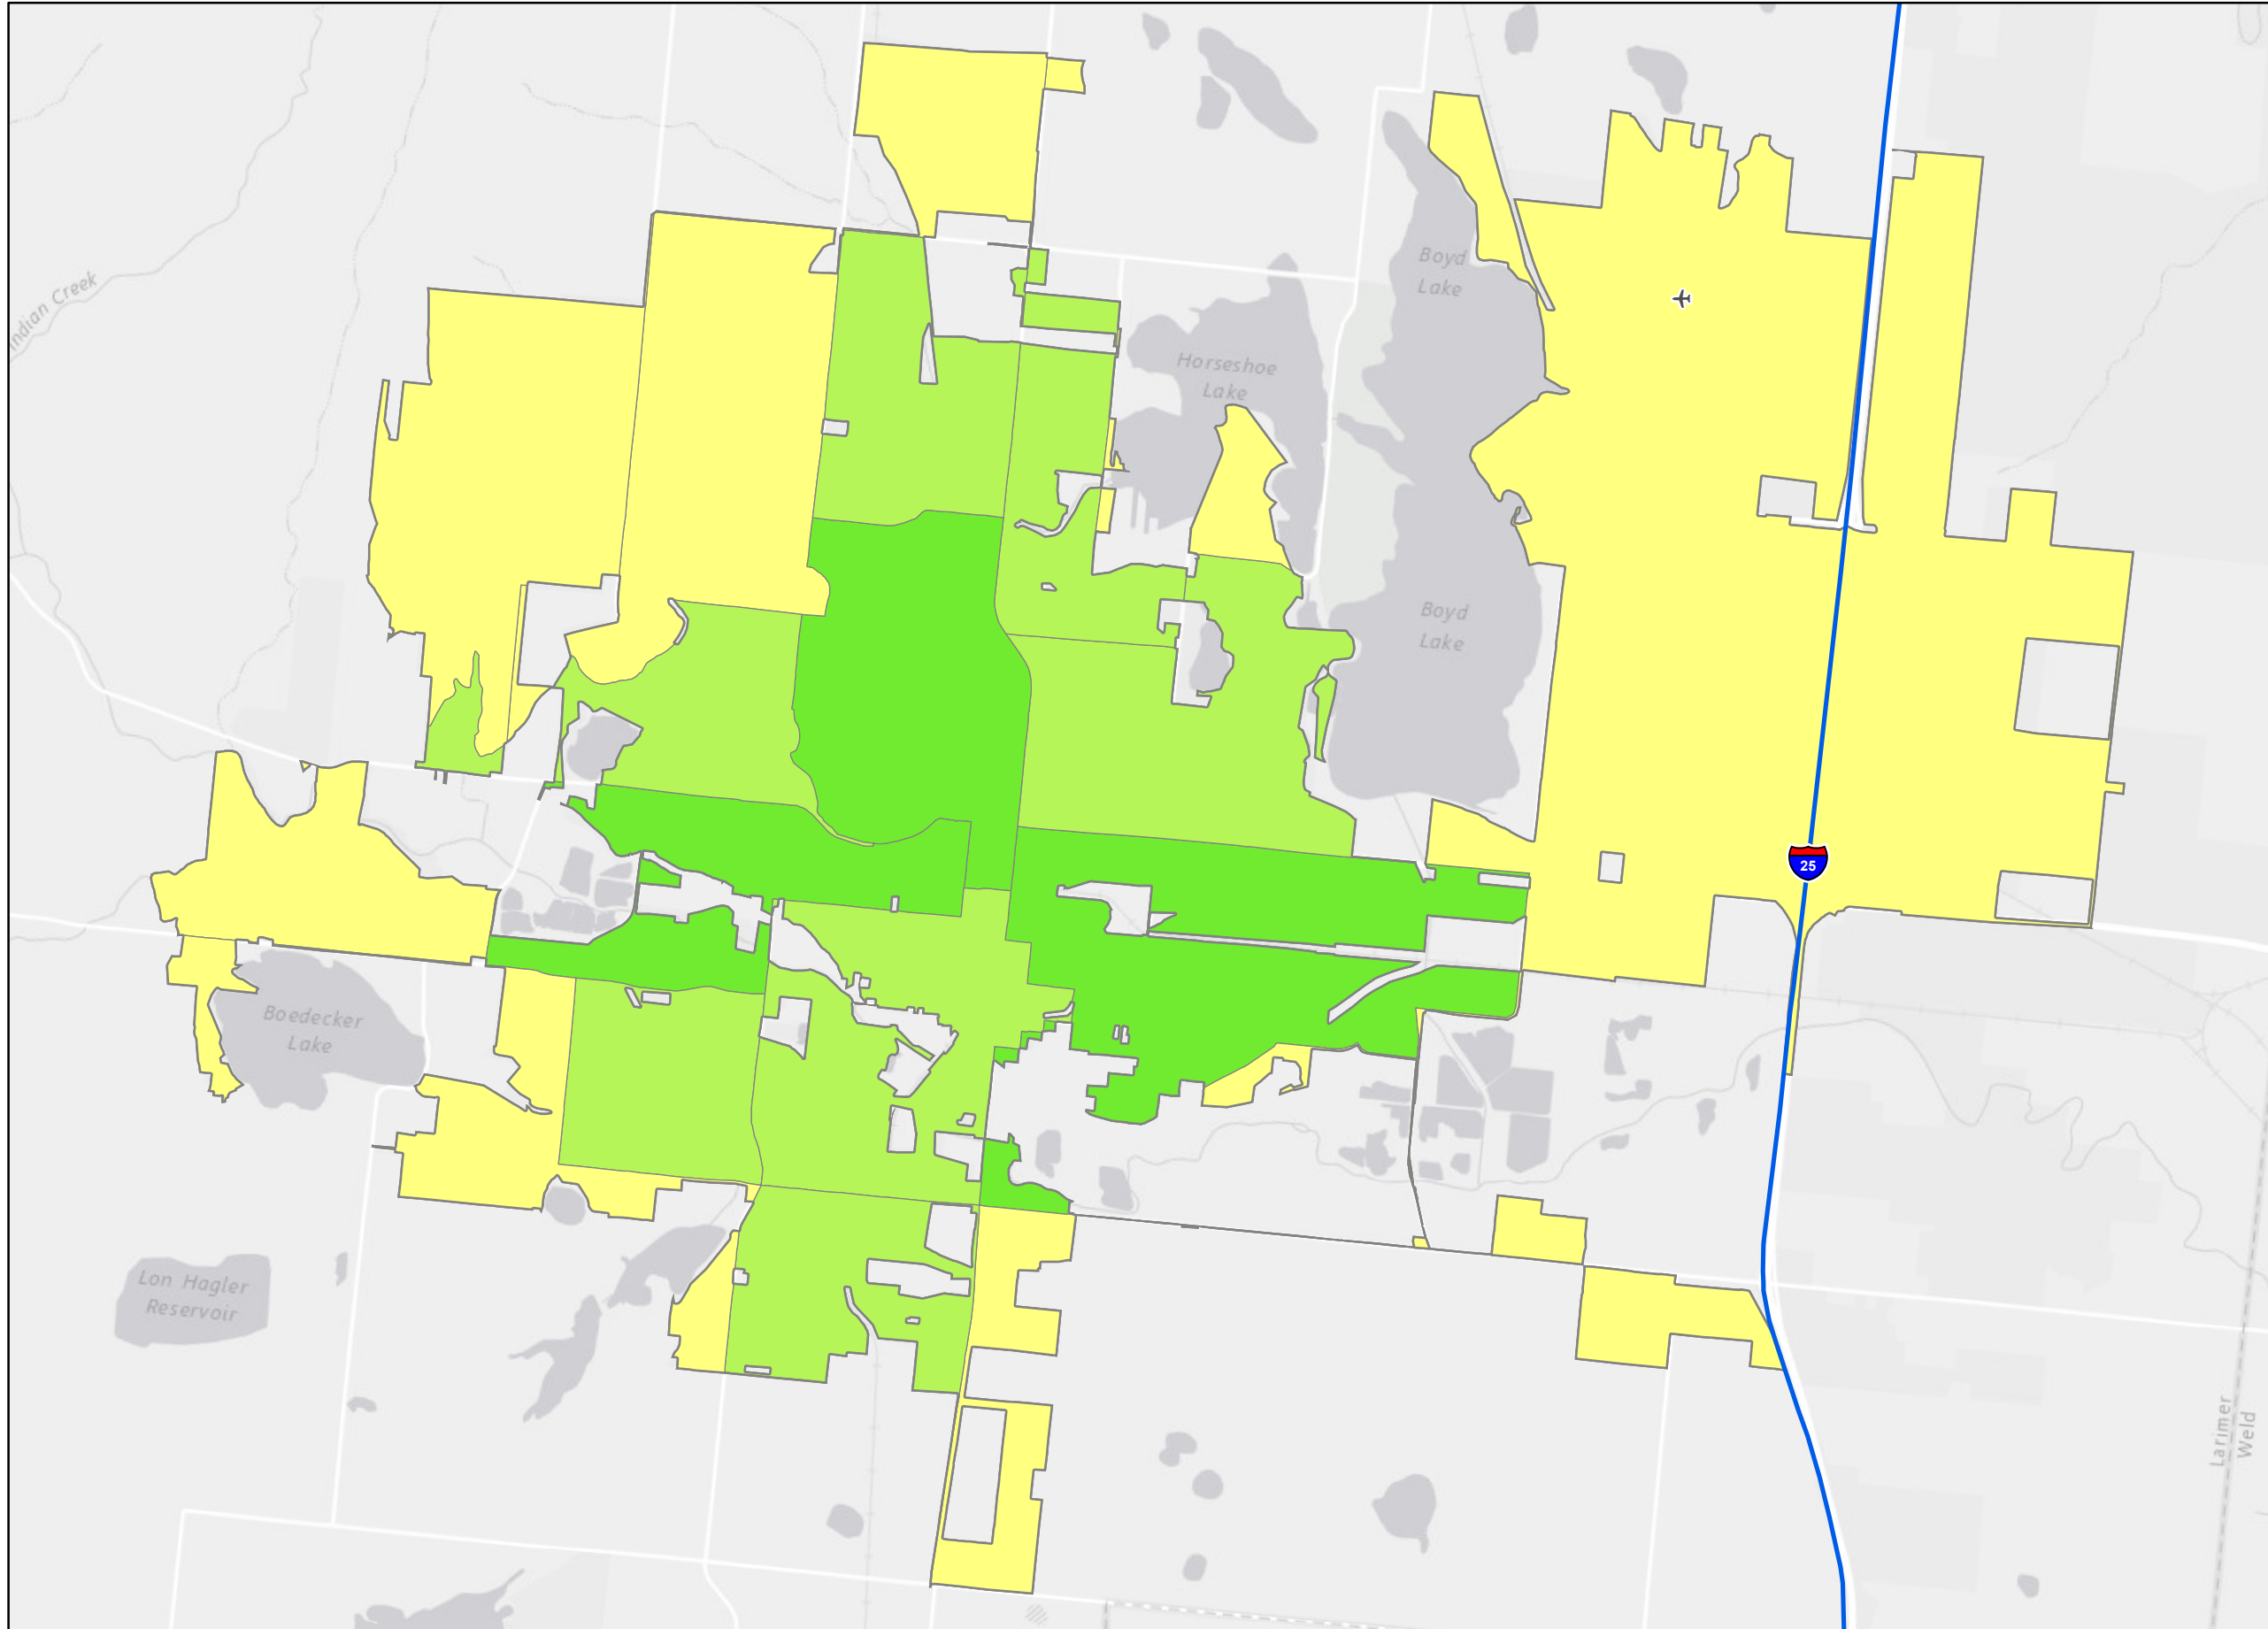 Indian Creek
Boyd
Lake
Horseshoe
Lake
Boyd
Lake
25
Boedecker
Lake
Lon Hagler
Reservoir
Larimer
Weld